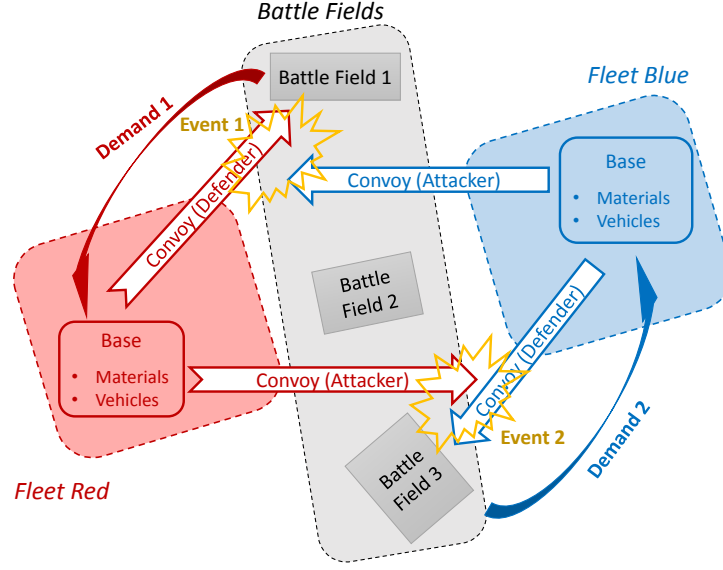 Battle Fields
Battle Field 1
Fleet Blue
Demand 1
Event 1
Convoy (Defender)
Convoy (Attacker)
Base
• Materials
• Vehicles
Battle
Field 2
Convoy (Defender)
Base
• Materials
• Vehicles
Convoy (Attacker)
Event 2
Demand 2
Battle
Field 3
Fleet Red